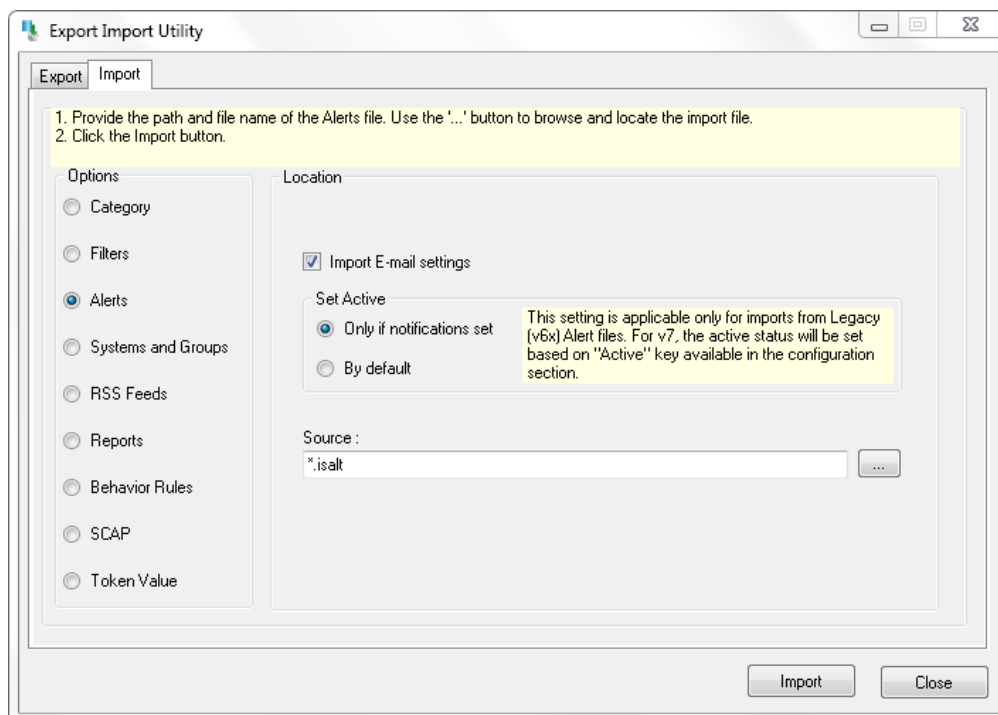 Export Import Utility
Export
Import
1. Provide the path and file name of the Alerts file. Use the '...' button to browse and locate the import file.
2. Click the Import button.
Options
Category
Filters
Alerts
Systems and Groups
RSS Feeds
Reports
Behavior Rules
SCAP
Token Value
Location
Import E-mail settings
Set Active
Only if notifications set
By default
This setting is applicable only for imports from Legacy
(v6x) Alert files. For v7, the active status will be set
based on "Active" key available in the configuration
section.
Source :
*.isalt
...
Import
Close